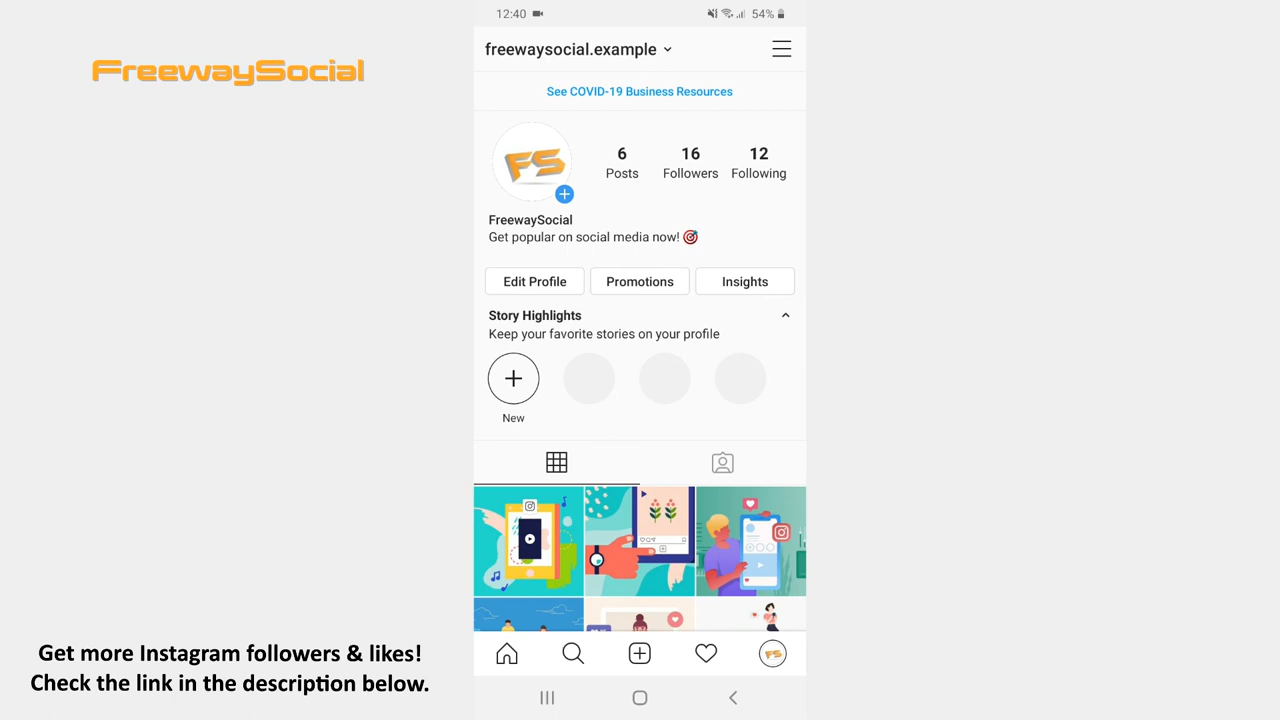 12:40
54%
FreewaySocial
freewaysocial.example
See COVID-19 Business Resources
FS
6 16 12
Posts Followers Following
FreewaySocial
Get popular on social media now! 🎯
Edit Profile Promotions Insights
Story Highlights
Keep your favorite stories on your profile
New
FS
Get more Instagram followers & likes!
Check the link in the description below.